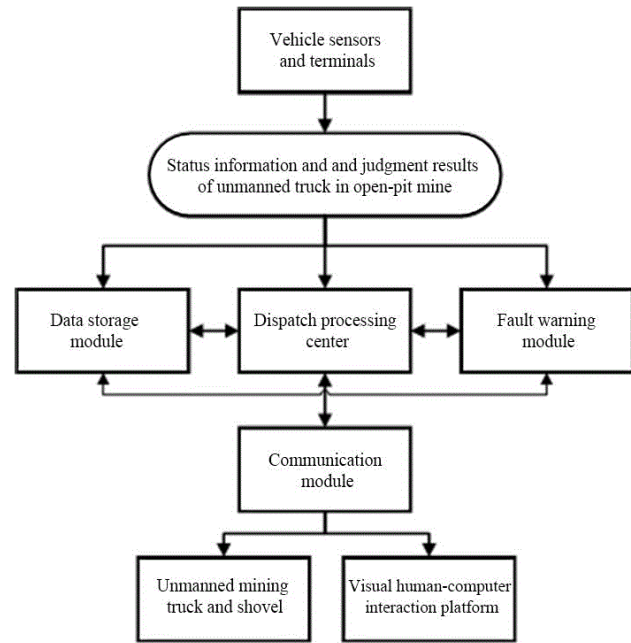 Vehicle sensors
and terminals
Status information and and judgment results
of unmanned truck in open-pit mine
Data storage
module
Dispatch processing
center
Fault warning
module
Communication
module
Unmanned mining
truck and shovel
Visual human-computer
interaction platform